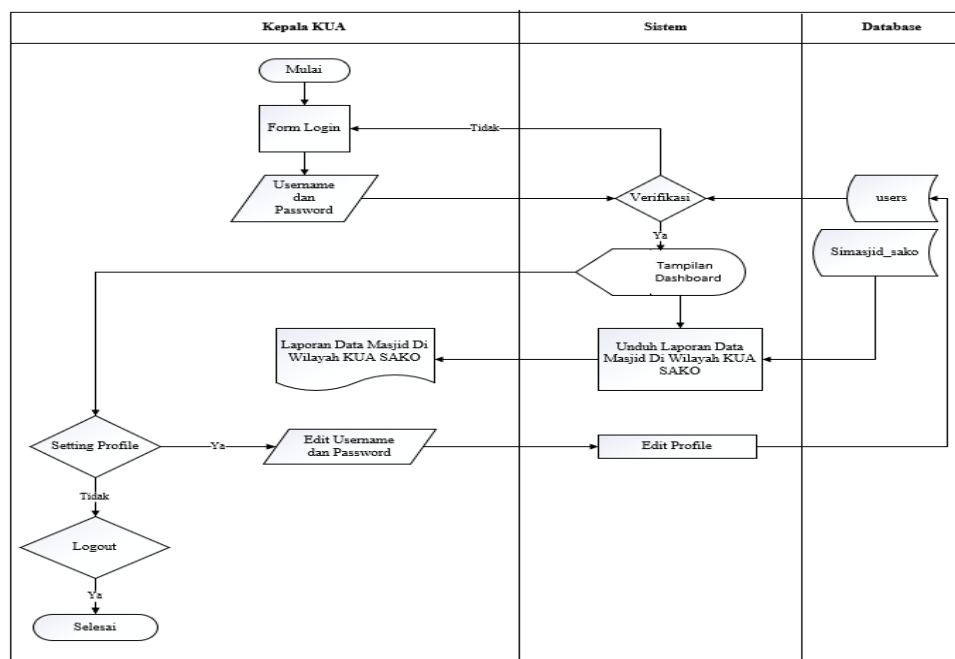 Kepala KUA
Sistem
Database
Mulai
Form Login
Tidak
Username
dan
Password
Verifikasi
users
Ya
Simasjid_sako
Tampilan
Dashboard
Laporan Data Masjid Di
Wilayah KUA SAKO
Unduh Laporan Data
Masjid Di Wilayah KUA
SAKO
Setting Profile
Ya
Edit Username
dan Password
Edit Profile
Tidak
Logout
Ya
Selesai